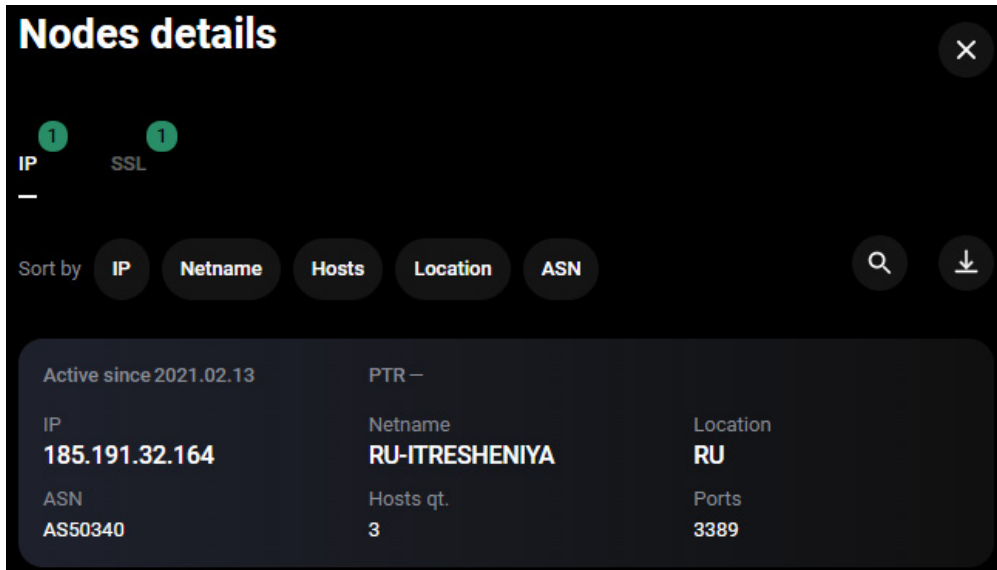 Nodes details
1 1
IP SSL
Sort by IP Netname Hosts Location ASN
Active since 2021.02.13 PTR —
IP Netname Location
185.191.32.164 RU-ITRESHENIYA RU
ASN Hosts qt. Ports
AS50340 3 3389